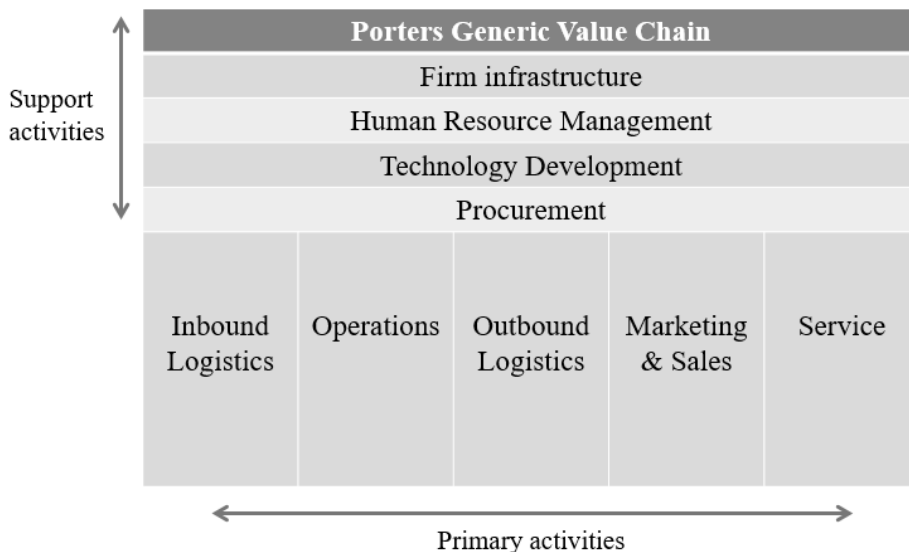 Porters Generic Value Chain
Support
activities
Firm infrastructure
Human Resource Management
Technology Development
Procurement
Inbound
Logistics
Operations
Outbound
Logistics
Marketing
& Sales
Service
Primary activities